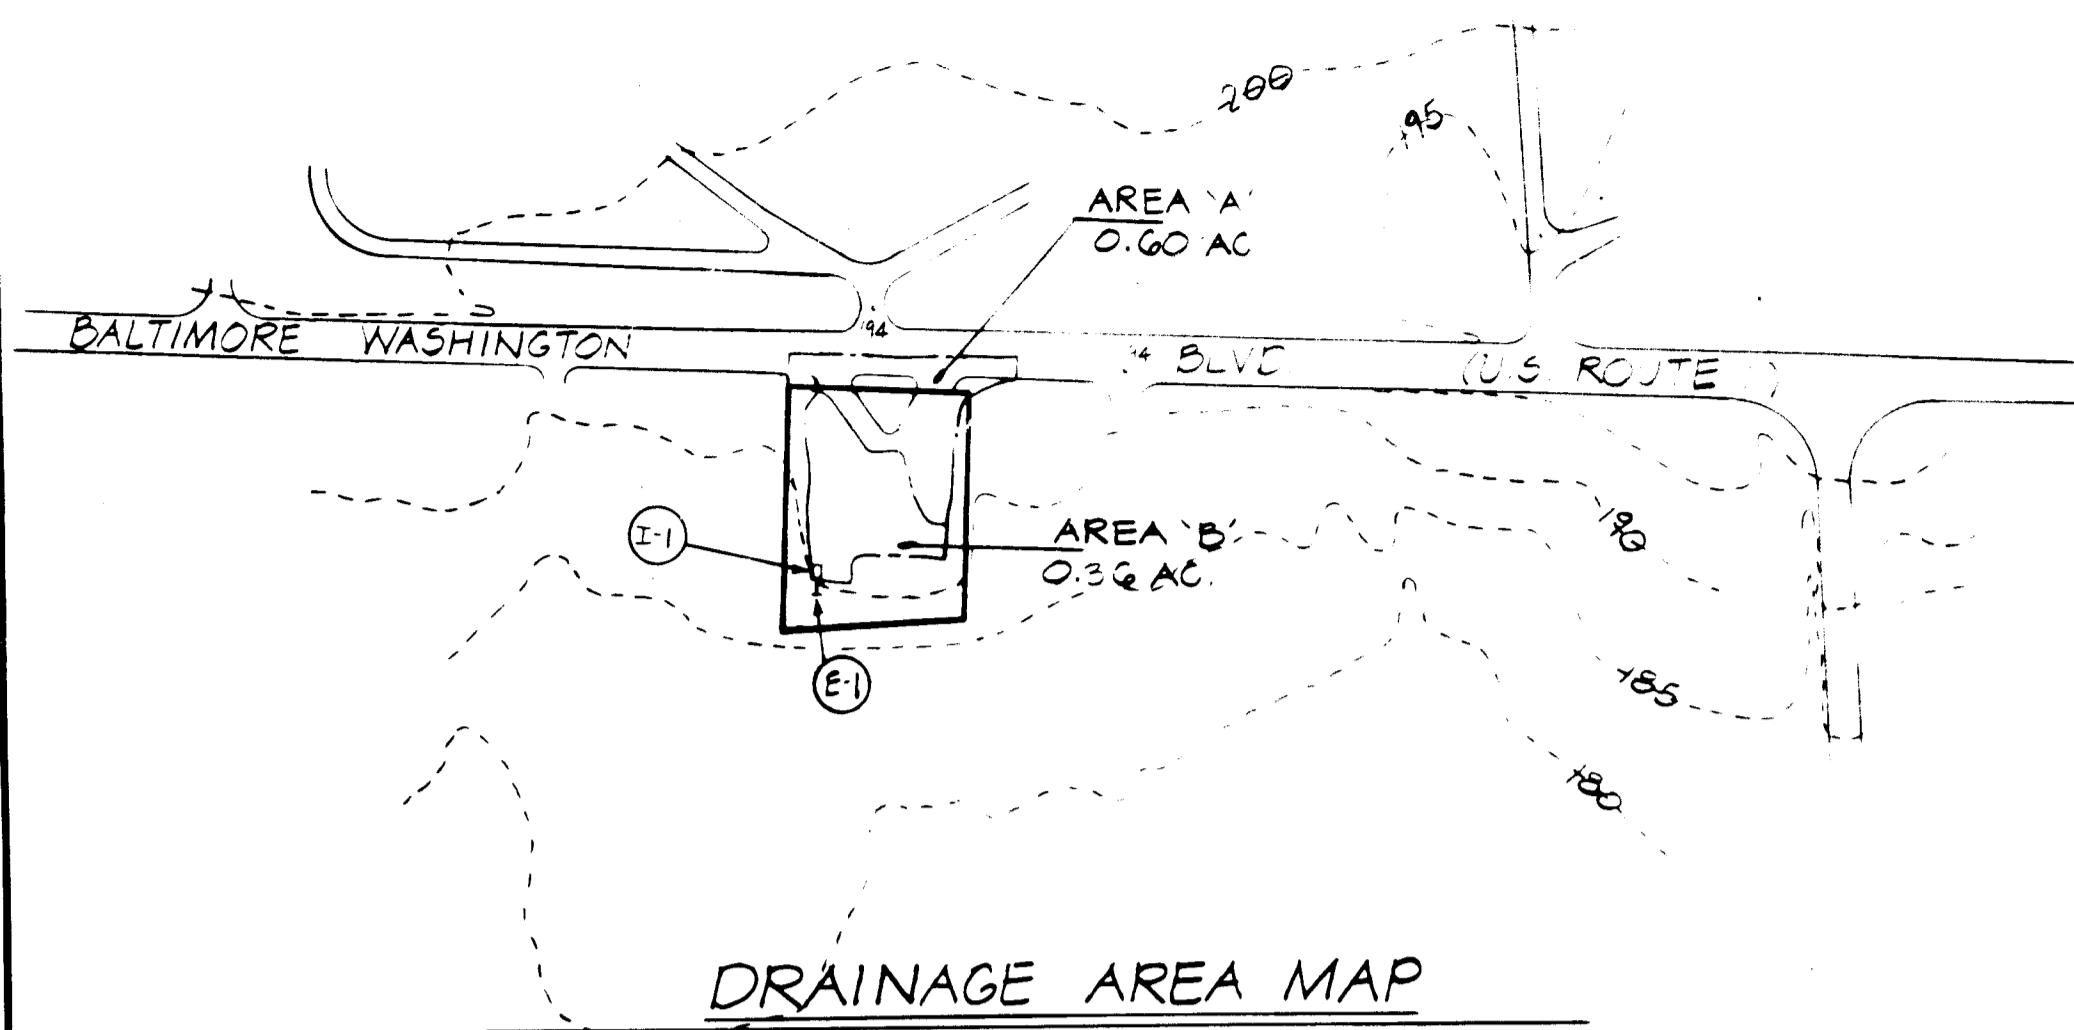 200
195
AREA 'A'
0.60 AC
194
BALTIMORE WASHINGTON BLVD. (U.S. ROUTE
190
I-1
AREA 'B'
0.36 AC.
E-1
185
180
DRAINAGE AREA MAP